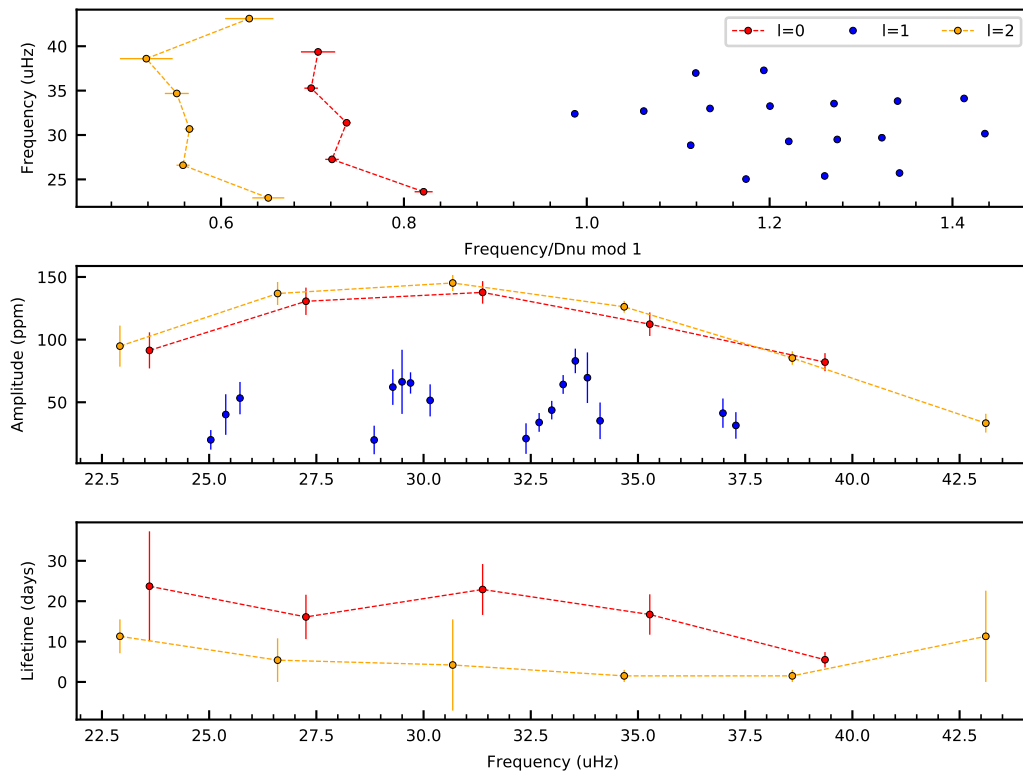 l=0 l=1 l=2
40
35
30
25
Frequency (uHz)
0.6 0.8 1.0 1.2 1.4
Frequency/Dnu mod 1
150
100
50
Amplitude (ppm)
22.5 25.0 27.5 30.0 32.5 35.0 37.5 40.0 42.5
30
20
10
0
Lifetime (days)
22.5 25.0 27.5 30.0 32.5 35.0 37.5 40.0 42.5
Frequency (uHz)